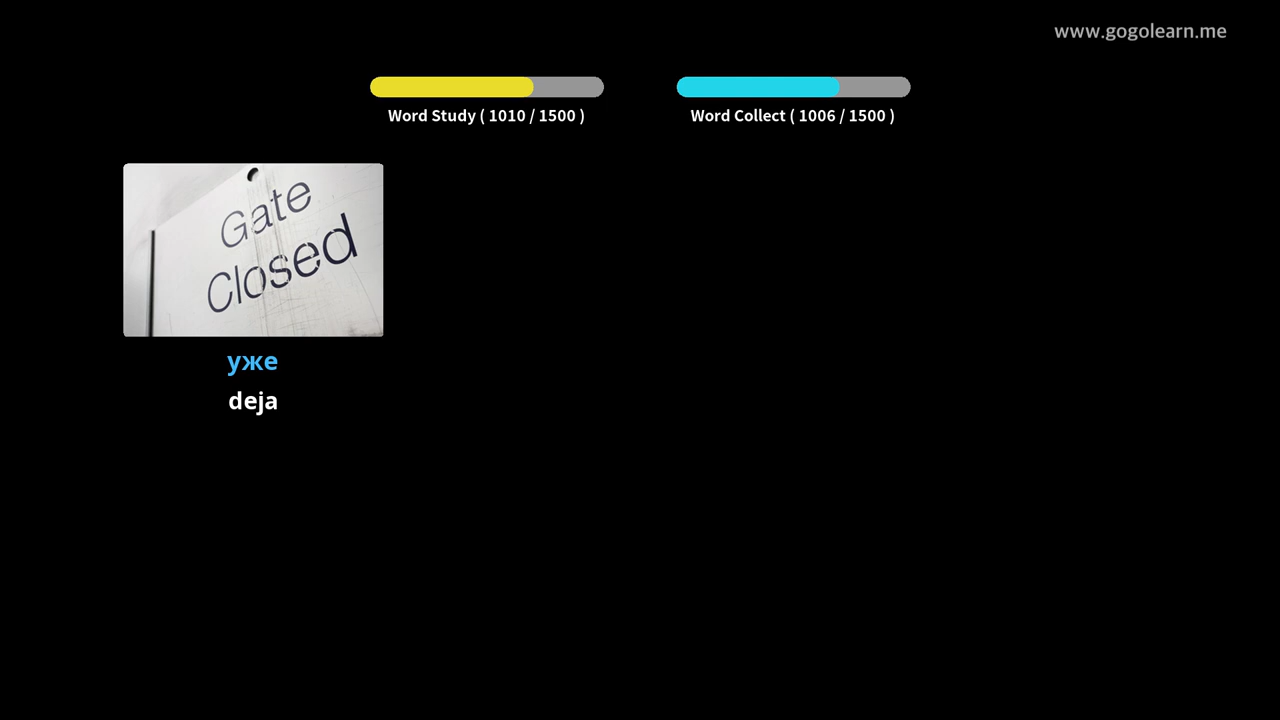 www.gogolearn.me
Word Study ( 1010 / 1500 )
Word Collect ( 1006 / 1500 )
Gate
Closed
уже
deja